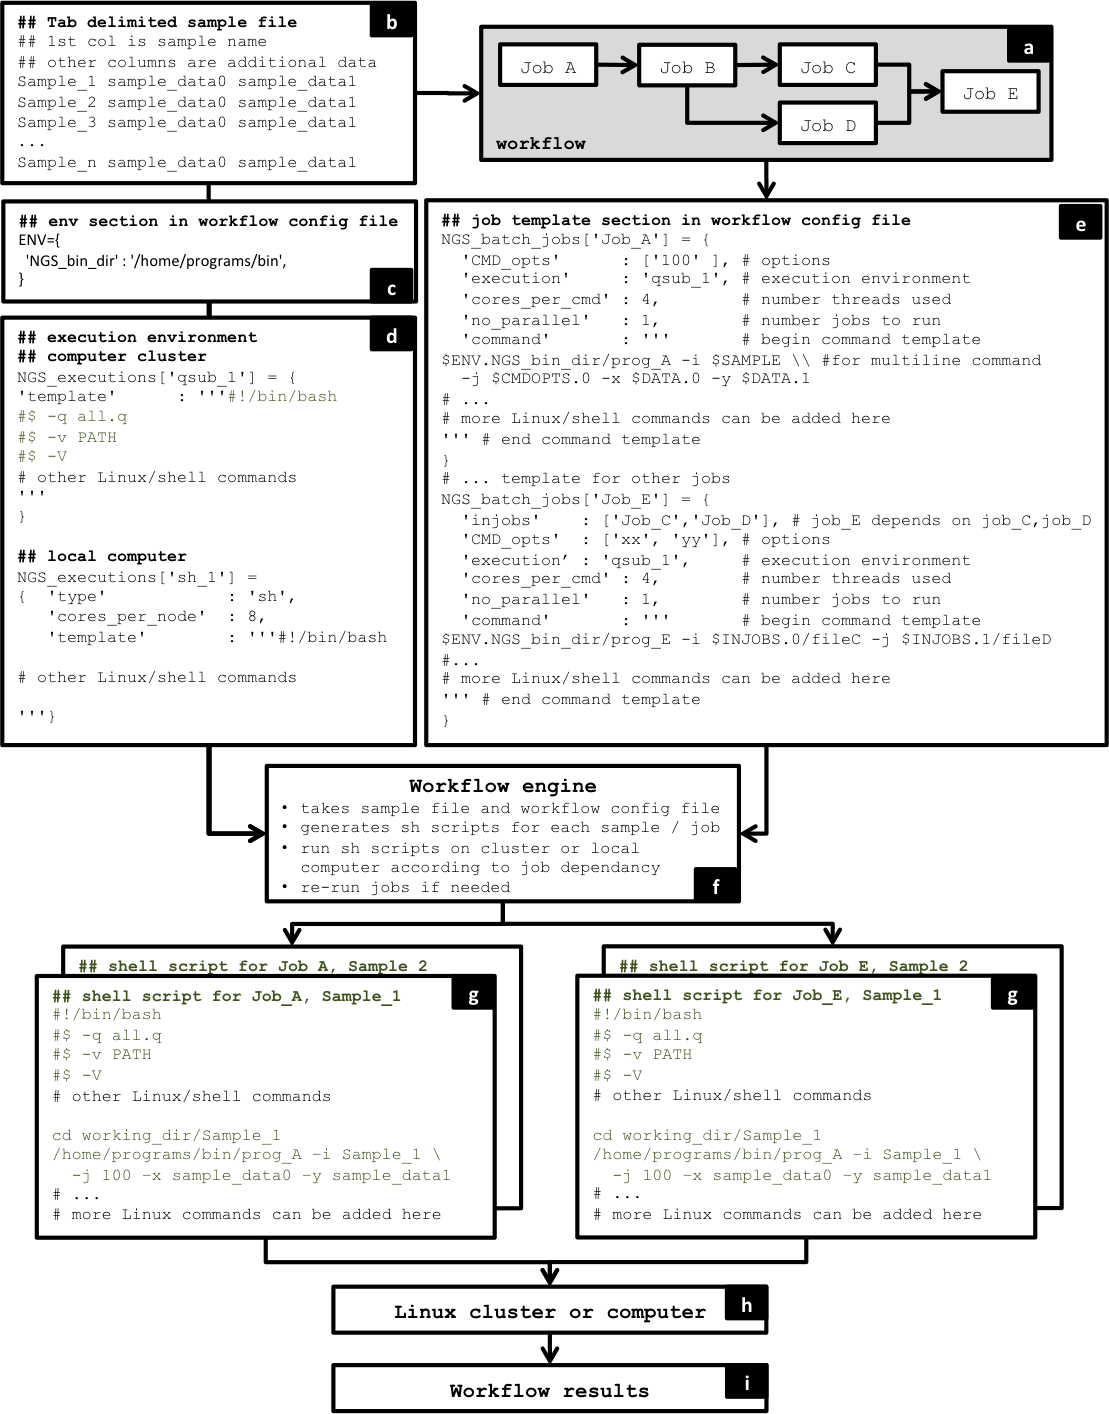 ## Tab delimited sample file
b
## 1st col is sample name
## other columns are additional data
Sample_1 sample_data0 sample_data1
Sample_2 sample_data0 sample_data1
Sample_3 sample_data0 sample_data1
...
Sample_n sample_data0 sample_data1
a
Job A
Job B
Job C
Job D
Job E
workflow
## env section in workflow config file
ENV={
'NGS_bin_dir' : '/home/programs/bin',
}
c
## execution environment
d
## computer cluster
NGS_executions['qsub_1'] = {
'template'      : '''#!/bin/bash
#$ -q all.q
#$ -v PATH
#$ -V
# other Linux/shell commands
'''
}
## local computer
NGS_executions['sh_1'] =
{  'type'           : 'sh',
'cores_per_node'  : 8,
'template'        : '''#!/bin/bash
# other Linux/shell commands
'''}
## job template section in workflow config file
e
NGS_batch_jobs['Job_A'] = {
'CMD_opts'      : ['100' ], # options
'execution'     : 'qsub_1', # execution environment
'cores_per_cmd' : 4,        # number threads used
'no_parallel'   : 1,        # number jobs to run
'command'       : '''       # begin command template
$ENV.NGS_bin_dir/prog_A -i $SAMPLE \\ #for multiline command
-j $CMDOPTS.0 -x $DATA.0 -y $DATA.1
# ...
# more Linux/shell commands can be added here
''' # end command template
}
# ... template for other jobs
NGS_batch_jobs['Job_E'] = {
'injobs'    : ['Job_C','Job_D'], # job_E depends on job_C,job_D
'CMD_opts'  : ['xx', 'yy'], # options
'execution’ : 'qsub_1',     # execution environment
'cores_per_cmd' : 4,        # number threads used
'no_parallel'   : 1,        # number jobs to run
'command'       : '''       # begin command template
$ENV.NGS_bin_dir/prog_E -i $INJOBS.0/fileC -j $INJOBS.1/fileD
#...
# more Linux/shell commands can be added here
''' # end command template
}
Workflow engine
• takes sample file and workflow config file
• generates sh scripts for each sample / job
• run sh scripts on cluster or local
computer according to job dependancy
• re-run jobs if needed
f
## shell script for Job A, Sample 2
## shell script for Job_A, Sample_1
g
#!/bin/bash
#$ -q all.q
#$ -v PATH
#$ -V
# other Linux/shell commands
cd working_dir/Sample_1
/home/programs/bin/prog_A –i Sample_1 \
-j 100 –x sample_data0 –y sample_data1
# ...
# more Linux commands can be added here
## shell script for Job E, Sample 2
## shell script for Job_E, Sample_1
g
#!/bin/bash
#$ -q all.q
#$ -v PATH
#$ -V
# other Linux/shell commands
cd working_dir/Sample_1
/home/programs/bin/prog_A –i Sample_1 \
-j 100 –x sample_data0 –y sample_data1
# ...
# more Linux commands can be added here
Linux cluster or computer
h
Workflow results
i